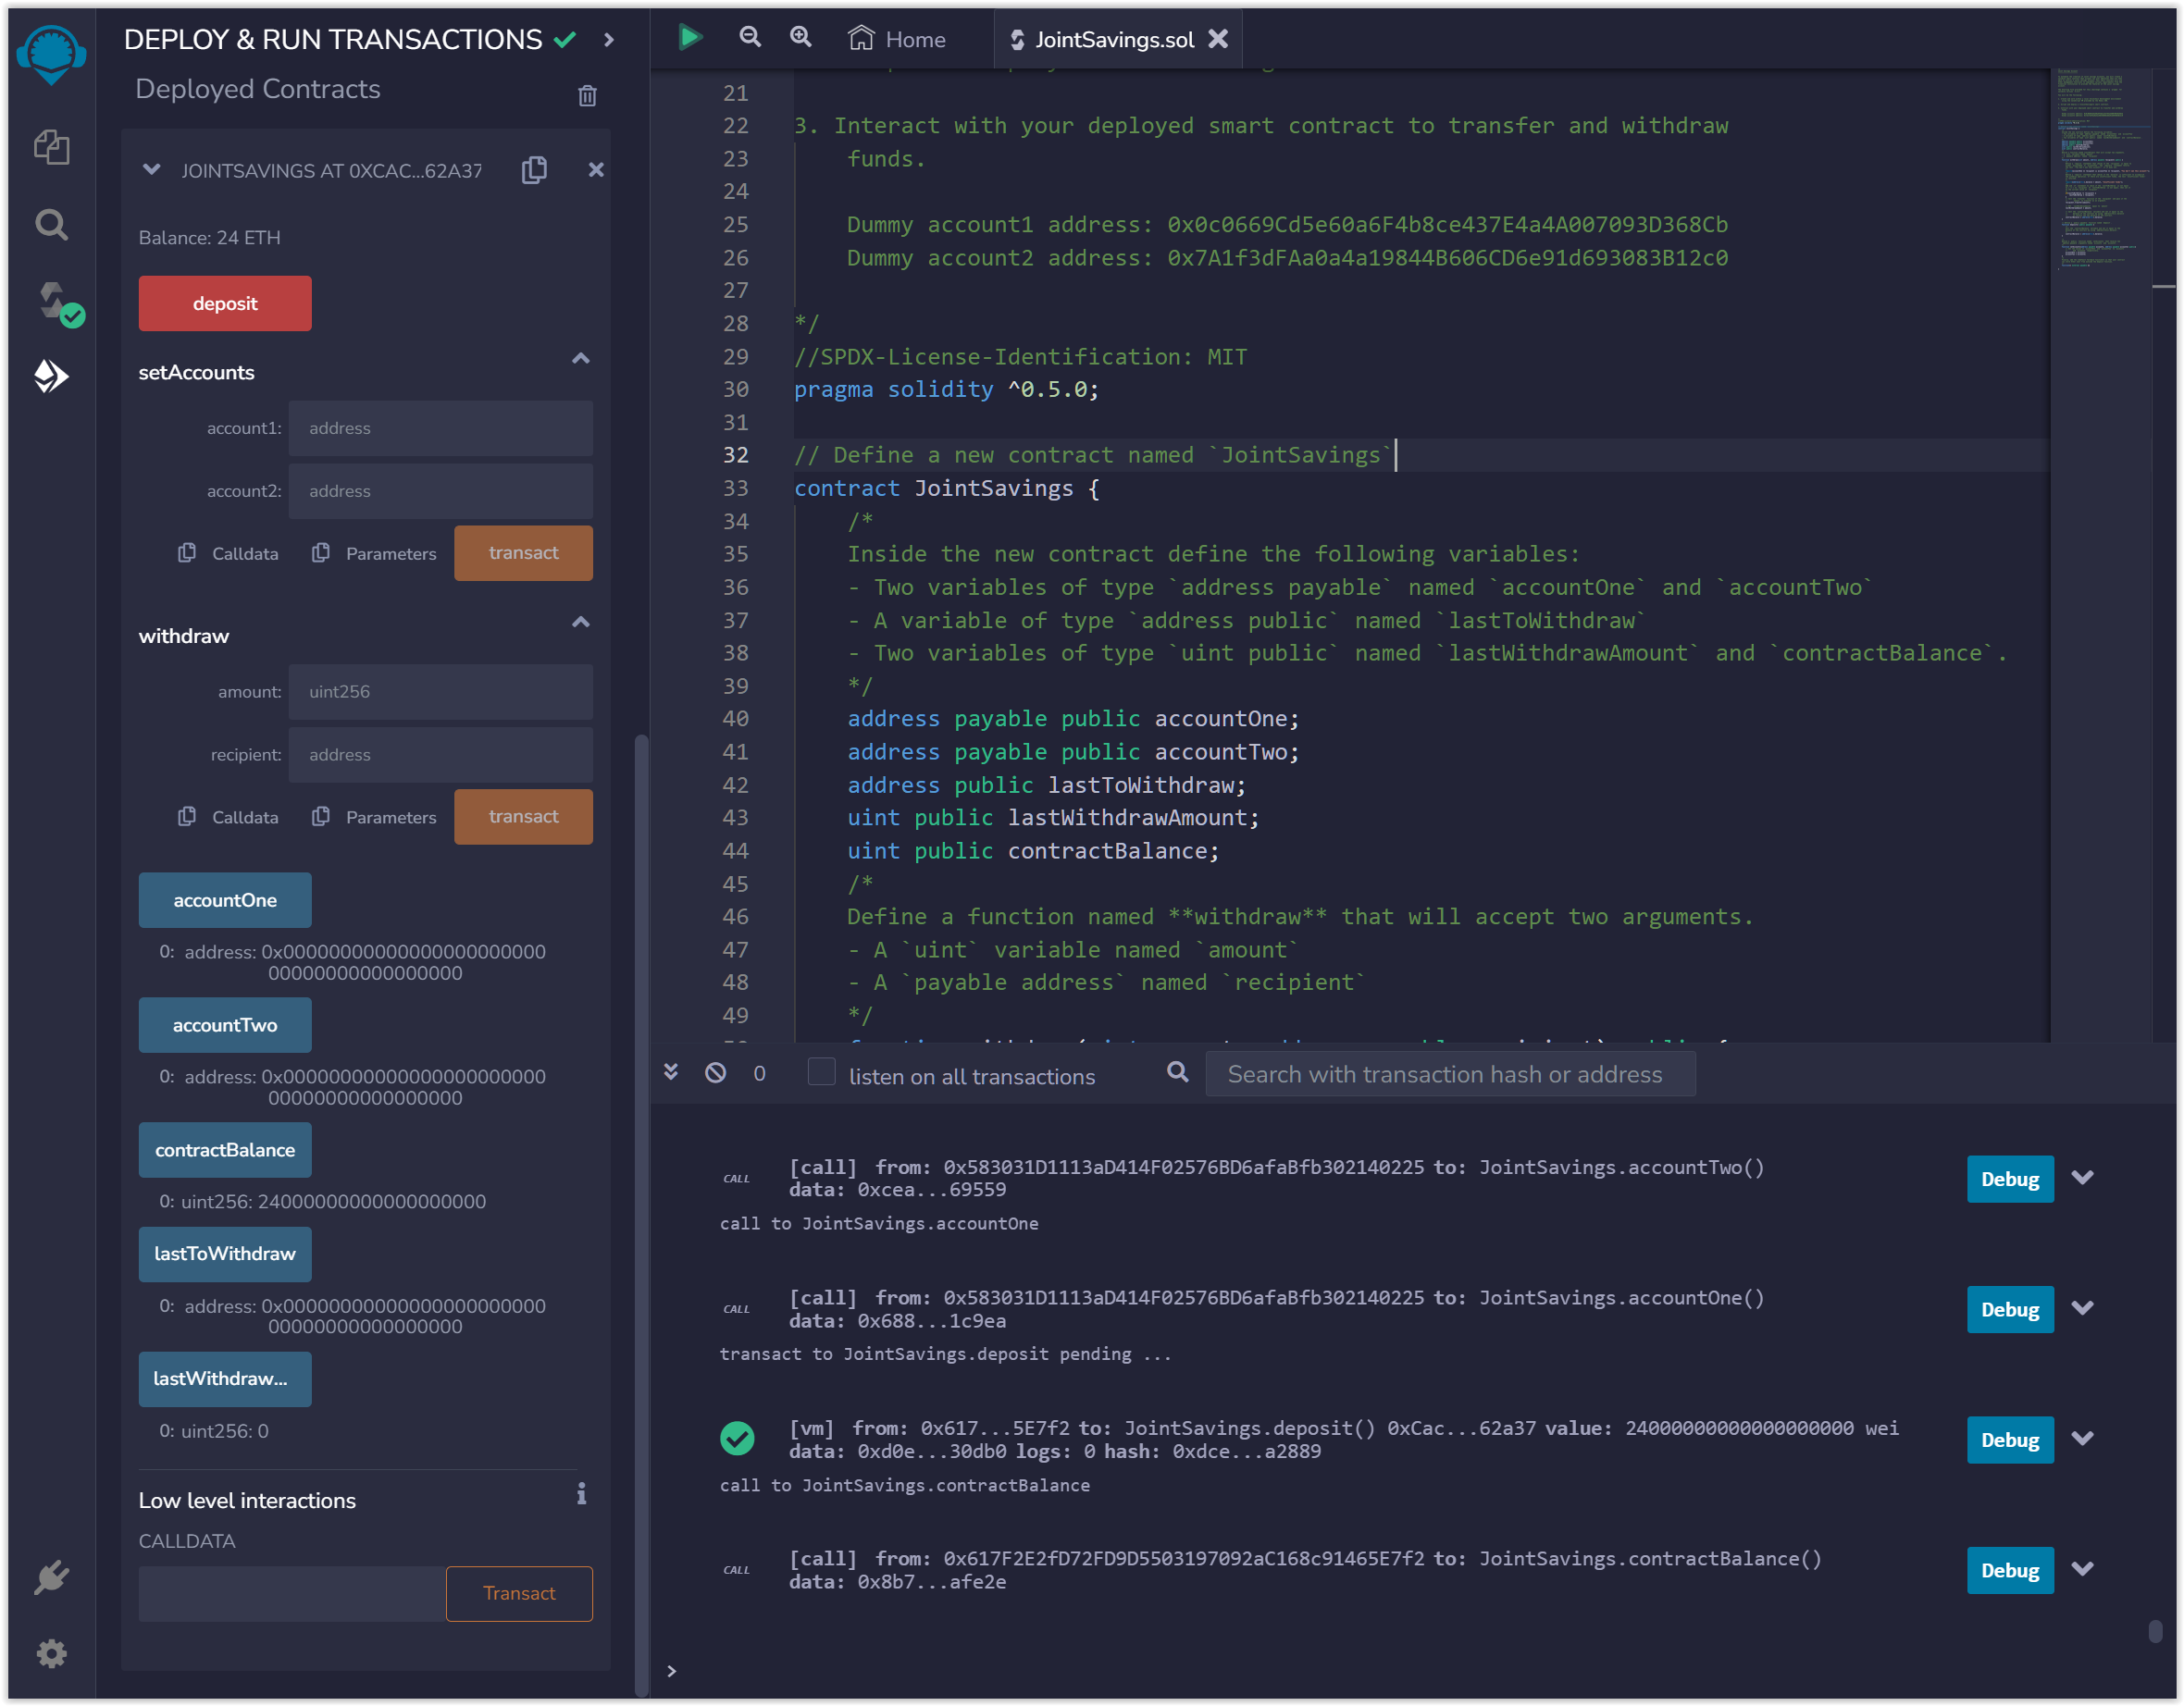 DEPLOY & RUN TRANSACTIONS
Deployed Contracts
JOINTSAVINGS AT 0XCAC...62A37
Balance: 24 ETH
deposit
setAccounts
account1: address
account2: address
Calldata Parameters transact
withdraw
amount: uint256
recipient: address
Calldata Parameters transact
accountOne
0: address: 0x00000000000000000000000
00000000000000000
accountTwo
0: address: 0x00000000000000000000000
00000000000000000
contractBalance
0: uint256: 24000000000000000000
lastToWithdraw
0: address: 0x00000000000000000000000
00000000000000000
lastWithdraw...
0: uint256: 0
Low level interactions
i
CALLDATA
Transact
Home
JointSavings.sol
21
22 3. Interact with your deployed smart contract to transfer and withdraw
23 funds.
24
25 Dummy account1 address: 0x0c0669Cd5e60a6F4b8ce437E4a4A007093D368Cb
26 Dummy account2 address: 0x7A1f3dFAa0a4a19844B606CD6e91d693083B12c0
27
28 */
29 //SPDX-License-Identification: MIT
30 pragma solidity ^0.5.0;
31
32 // Define a new contract named `JointSavings`
33 contract JointSavings {
34 /*
35 Inside the new contract define the following variables:
36 - Two variables of type `address payable` named `accountOne` and `accountTwo`
37 - A variable of type `address public` named `lastToWithdraw`
38 - Two variables of type `uint public` named `lastWithdrawAmount` and `contractBalance`.
39 */
40 address payable public accountOne;
41 address payable public accountTwo;
42 address public lastToWithdraw;
43 uint public lastWithdrawAmount;
44 uint public contractBalance;
45 /*
46 Define a function named **withdraw** that will accept two arguments.
47 - A `uint` variable named `amount`
48 - A `payable address` named `recipient`
49 */
0 listen on all transactions Search with transaction hash or address
CALL [call] from: 0x583031D1113aD414F02576BD6afaBfb302140225 to: JointSavings.accountTwo()
data: 0xcea...69559
Debug
call to JointSavings.accountOne
CALL [call] from: 0x583031D1113aD414F02576BD6afaBfb302140225 to: JointSavings.accountOne()
data: 0x688...1c9ea
Debug
transact to JointSavings.deposit pending ...
[vm] from: 0x617...5E7f2 to: JointSavings.deposit() 0xCac...62a37 value: 24000000000000000000 wei
data: 0xd0e...30db0 logs: 0 hash: 0xdce...a2889
Debug
call to JointSavings.contractBalance
CALL [call] from: 0x617F2E2fD72FD9D5503197092aC168c91465E7f2 to: JointSavings.contractBalance()
data: 0x8b7...afe2e
Debug
>